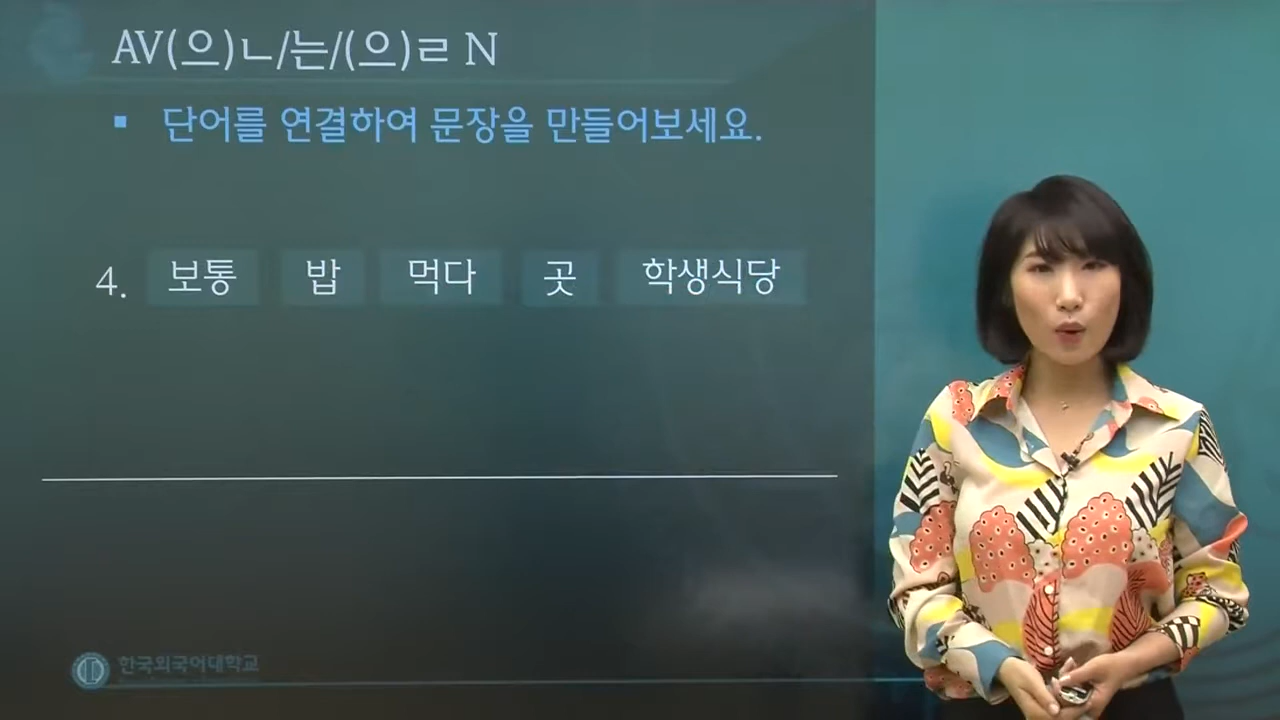 AV(으)ㄴ/는/(으)ㄹ N
▪ 단어를 연결하여 문장을 만들어보세요.
4. 보통 밥 먹다 곳 학생식당
한국외국어대학교